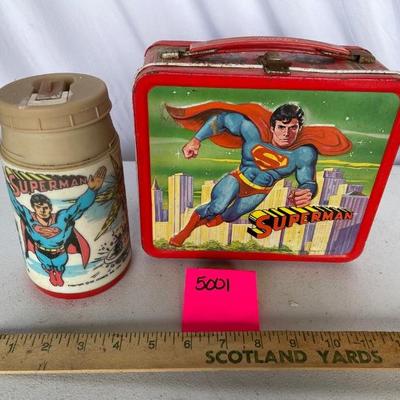 SUPERMAN
SUPERMAN
5001
1 2 3 4 5 6 7 8 9 10 11
SCOTLAND YARDS